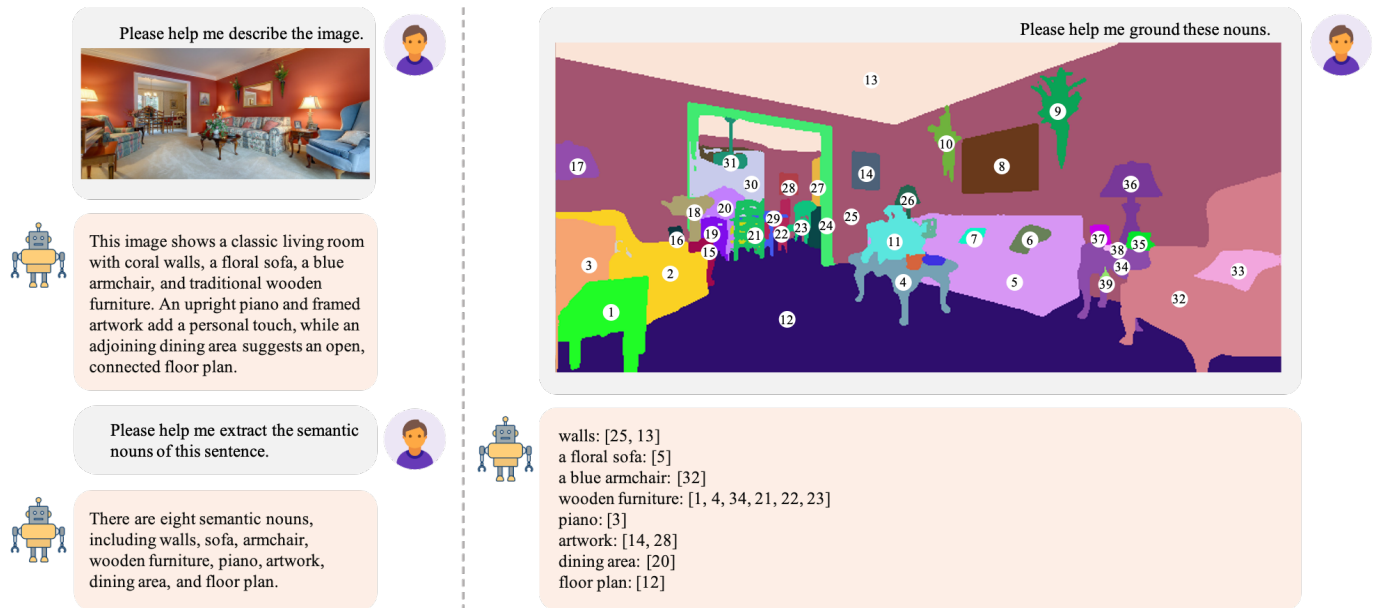 Please help me describe the image.
This image shows a classic living room
with coral walls, a floral sofa, a blue
armchair, and traditional wooden
furniture. An upright piano and framed
artwork add a personal touch, while an
adjoining dining area suggests an open,
connected floor plan.
Please help me extract the semantic
nouns of this sentence.
There are eight semantic nouns,
including walls, sofa, armchair,
wooden furniture, piano, artwork,
dining area, and floor plan.
Please help me ground these nouns.
13
9
10
31
17
8
14
30
28
27
36
20
26
18
25
29
24
23
19
21
22
16
11
7
6
37
35
15
38
3
2
34
33
5
4
39
32
1
12
walls: [25, 13]
a floral sofa: [5]
a blue armchair: [32]
wooden furniture: [1, 4, 34, 21, 22, 23]
piano: [3]
artwork: [14, 28]
dining area: [20]
floor plan: [12]